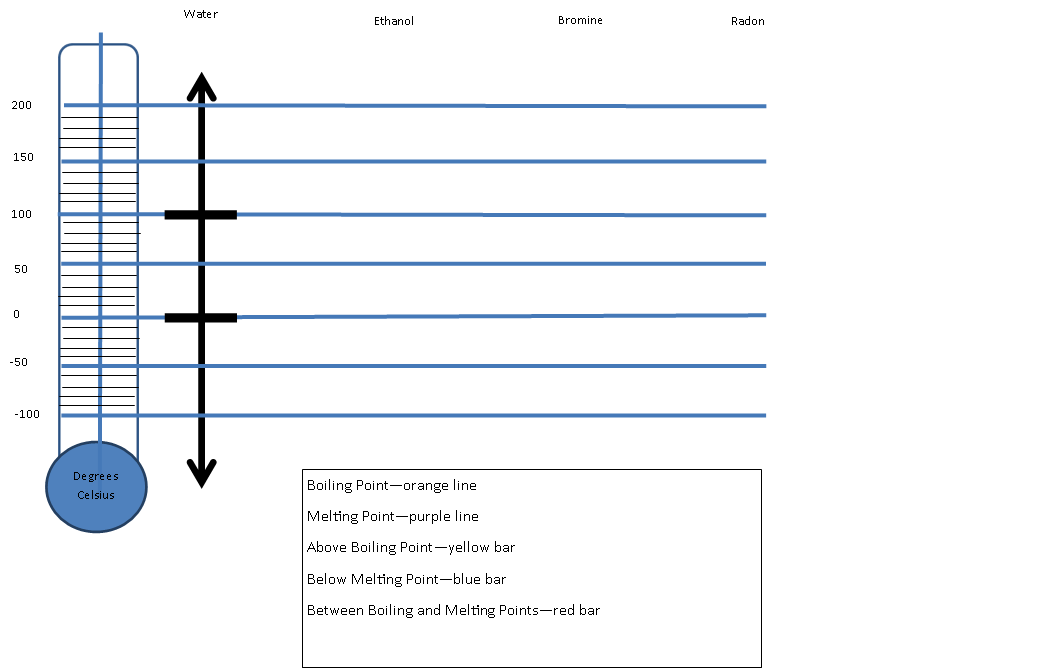 Water
Ethanol
Bromine
Radon
200
150
100
50
0
-50
-100
Degrees
Celsius
Boiling Point—orange line
Melting Point—purple line
Above Boiling Point—yellow bar
Below Melting Point—blue bar
Between Boiling and Melting Points—red bar